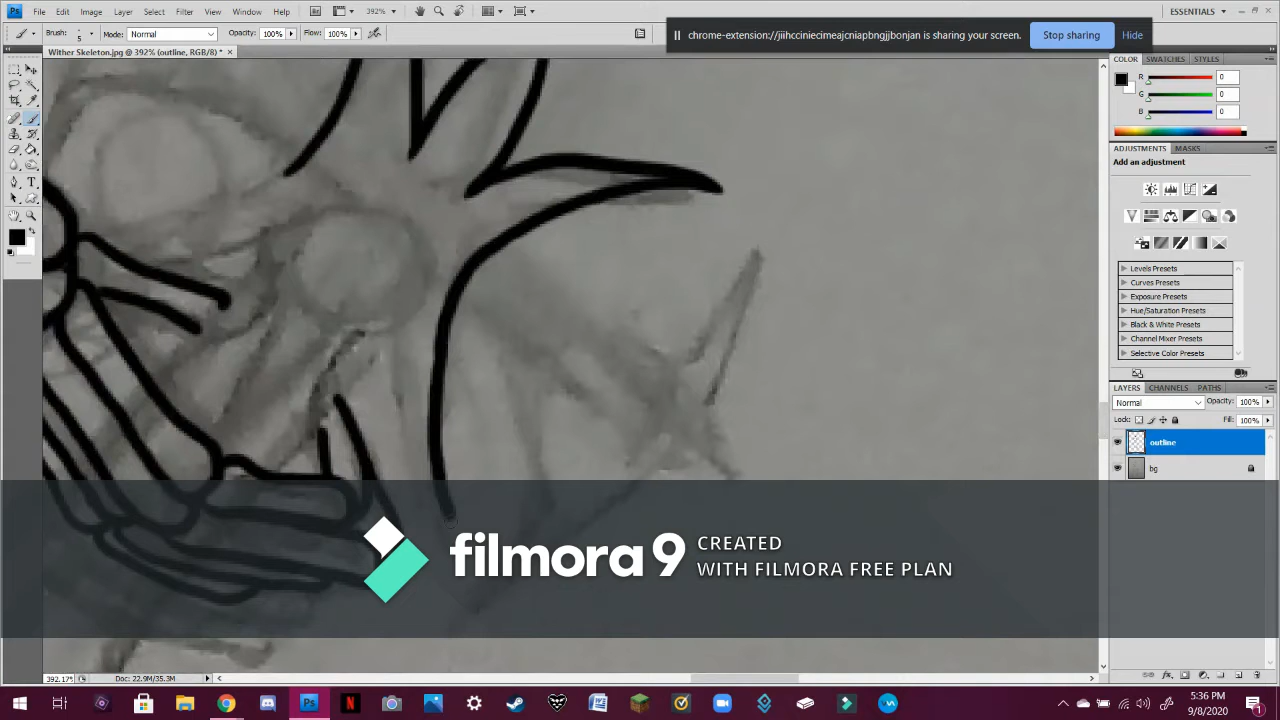 File Edit Image Layer Select Filter Analysis View Window Help 392% ESSENTIALS
Brush: 5 Mode: Normal Opacity: 100% Flow: 100%
chrome-extension://jiihcciniecimeajcniapbngjjbonjan is sharing your screen. Stop sharing Hide
Wither Skeleton.jpg @ 392% (outline, RGB/8) *
COLOR SWATCHES STYLES
R 0
G 0
B 0
ADJUSTMENTS MASKS
Add an adjustment
Levels Presets
Curves Presets
Exposure Presets
Hue/Saturation Presets
Black & White Presets
Channel Mixer Presets
Selective Color Presets
LAYERS CHANNELS PATHS
Normal Opacity: 100%
Lock: Fill: 100%
outline
bg
filmora9 CREATED
WITH FILMORA FREE PLAN
392.17% Doc: 22.9M/35.3M
5:36 PM
9/8/2020